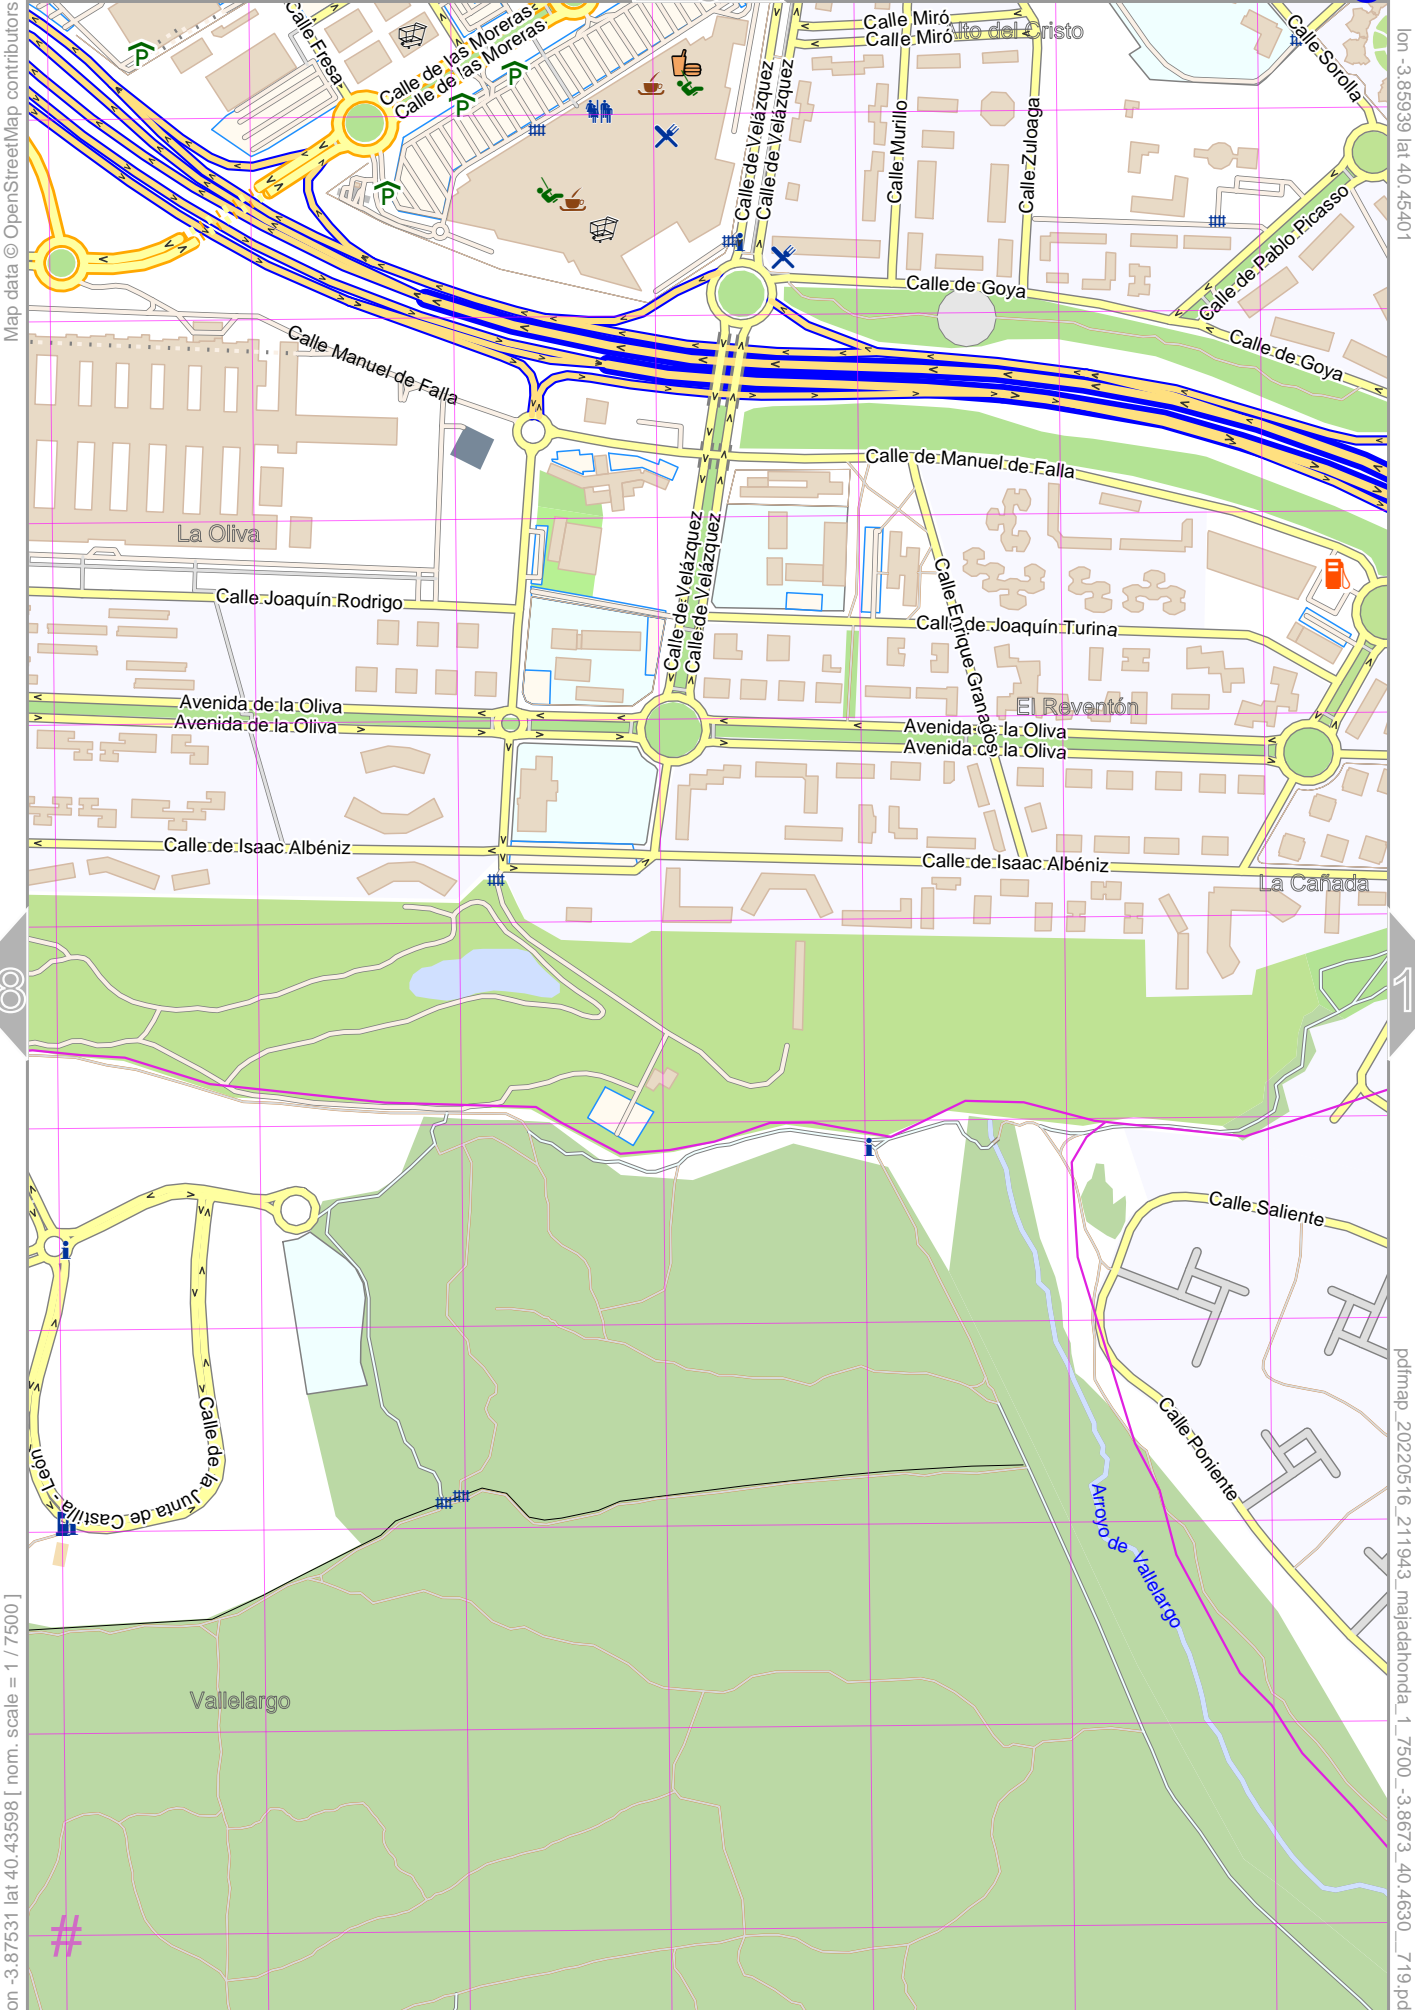 Map data © OpenStreetMap contributors
lon -3.85939 lat 40.45401
Calle Fresa
Calle de las Moreras
Calle de las Moreras
Calle Miró
Calle Miró
Alto del Cristo
Calle Sorolla
P
P
P
P
Calle de Velázquez
Calle de Velázquez
Calle Murillo
Calle Zuloaga
Calle de Pablo Picasso
Calle de Goya
Calle de Goya
Calle Manuel de Falla
Calle de Manuel de Falla
La Oliva
Calle de Velázquez
Calle de Velázquez
Calle Enrique Granados
Calle Joaquín Rodrigo
Calle de Joaquín Turina
Avenida de la Oliva
Avenida de la Oliva
El Reventón
Avenida de la Oliva
Avenida de la Oliva
Calle de Isaac Albéniz
Calle de Isaac Albéniz
La Cañada
8
1
Calle Saliente
Calle Poniente
Calle de la Junta de Castilla - León
Arroyo de Vallelargo
Vallelargo
#
on -3.87531 lat 40.43598 [ nom. scale = 1 / 7500 ]
pdfmap_20220516_211943_majadahonda_1_7500_-3.8673_40.4630__719.pd